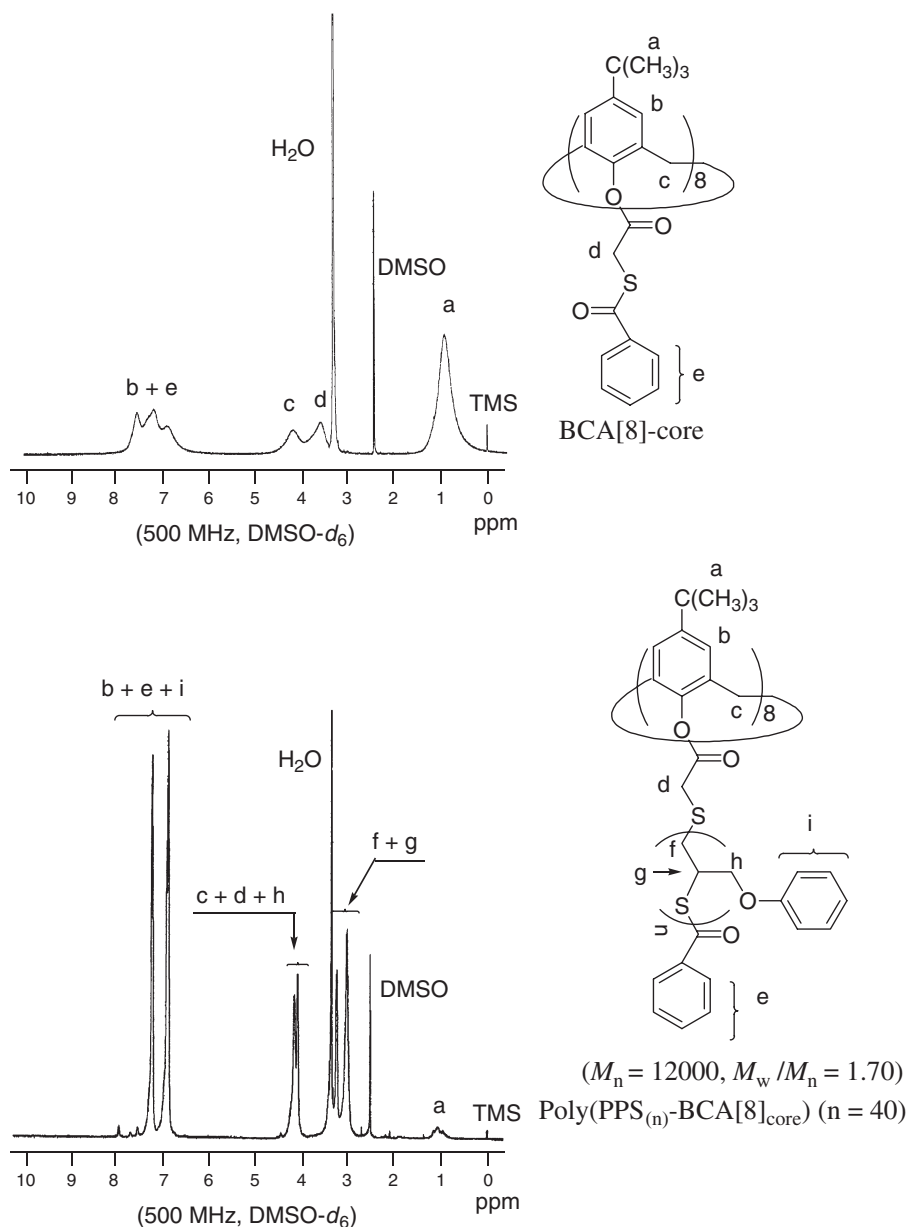 a
C(CH3)3
b
H2O
c
8
O
O
d
DMSO
S
a
O
b + e
c
d
TMS
e
BCA[8]-core
10 9 8 7 6 5 4 3 2 1 0
ppm
(500 MHz, DMSO-d6)
a
C(CH3)3
b
b + e + i
c
8
H2O
O
O
d
f + g
S
i
f
h
c + d + h
g
O
S
n
O
DMSO
e
a
TMS
(Mn = 12000, Mw /Mn = 1.70)
Poly(PPS(n)-BCA[8]core) (n = 40)
10 9 8 7 6 5 4 3 2 1 0
ppm
(500 MHz, DMSO-d6)